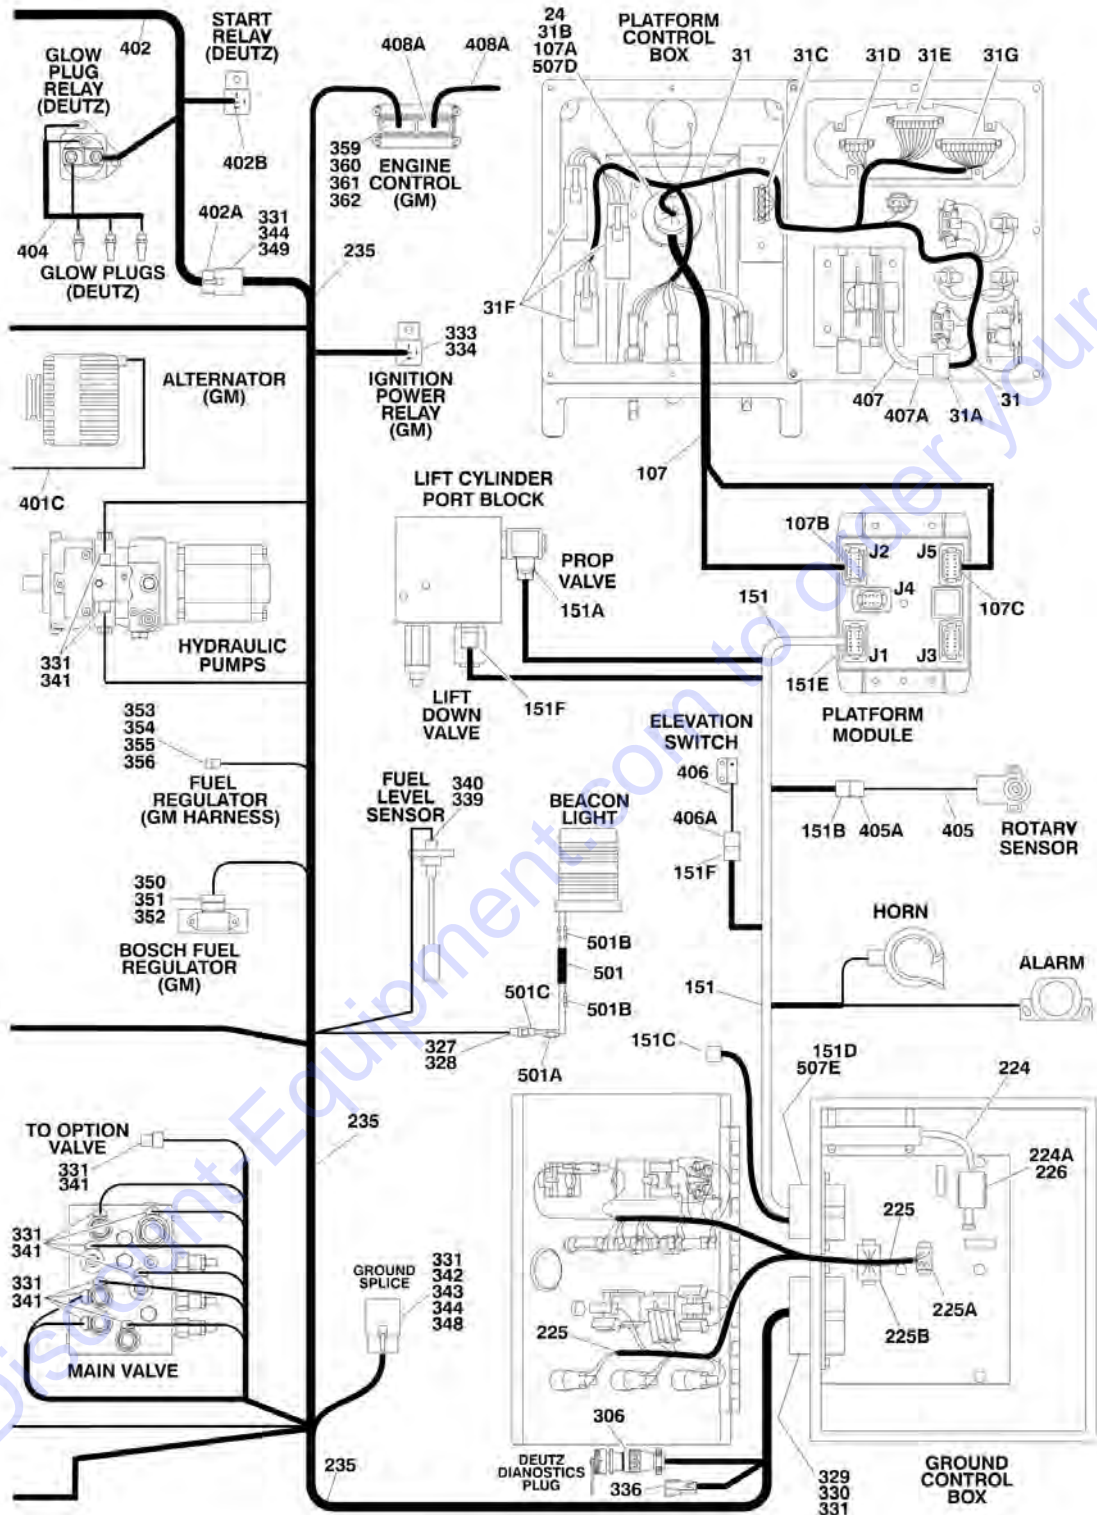 402
START
RELAY
(DEUTZ)
GLOW
PLUG
RELAY
(DEUTZ)
402B
404
GLOW PLUGS
(DEUTZ)
402A
331
344
349
235
408A
408A
359
360
361
362
ENGINE
CONTROL
(GM)
24
31B
107A
507D
PLATFORM
CONTROL
BOX
31
31C
31D
31E
31G
31F
407
407A
31A
31
107
333
334
IGNITION
POWER
RELAY
(GM)
ALTERNATOR
(GM)
401C
LIFT CYLINDER
PORT BLOCK
PROP
VALVE
151A
151F
LIFT
DOWN
VALVE
107B
J2
J5
J4
J1
J3
107C
151
151E
PLATFORM
MODULE
331
341
HYDRAULIC
PUMPS
353
354
355
356
FUEL
REGULATOR
(GM HARNESS)
350
351
352
BOSCH FUEL
REGULATOR
(GM)
FUEL
LEVEL
SENSOR
340
339
BEACON
LIGHT
501B
501
501B
501C
501A
327
328
ELEVATION
SWITCH
406
406A
151F
151B
405A
405
ROTARY
SENSOR
HORN
ALARM
151
151C
151D
507E
224
224A
226
225
225A
225B
225
TO OPTION
VALVE
331
341
331
341
331
341
MAIN VALVE
235
GROUND
SPLICE
331
342
343
344
348
235
306
DEUTZ
DIANOSTICS
PLUG
336
329
330
331
GROUND
CONTROL
BOX
Discount-Equipment.com to order your